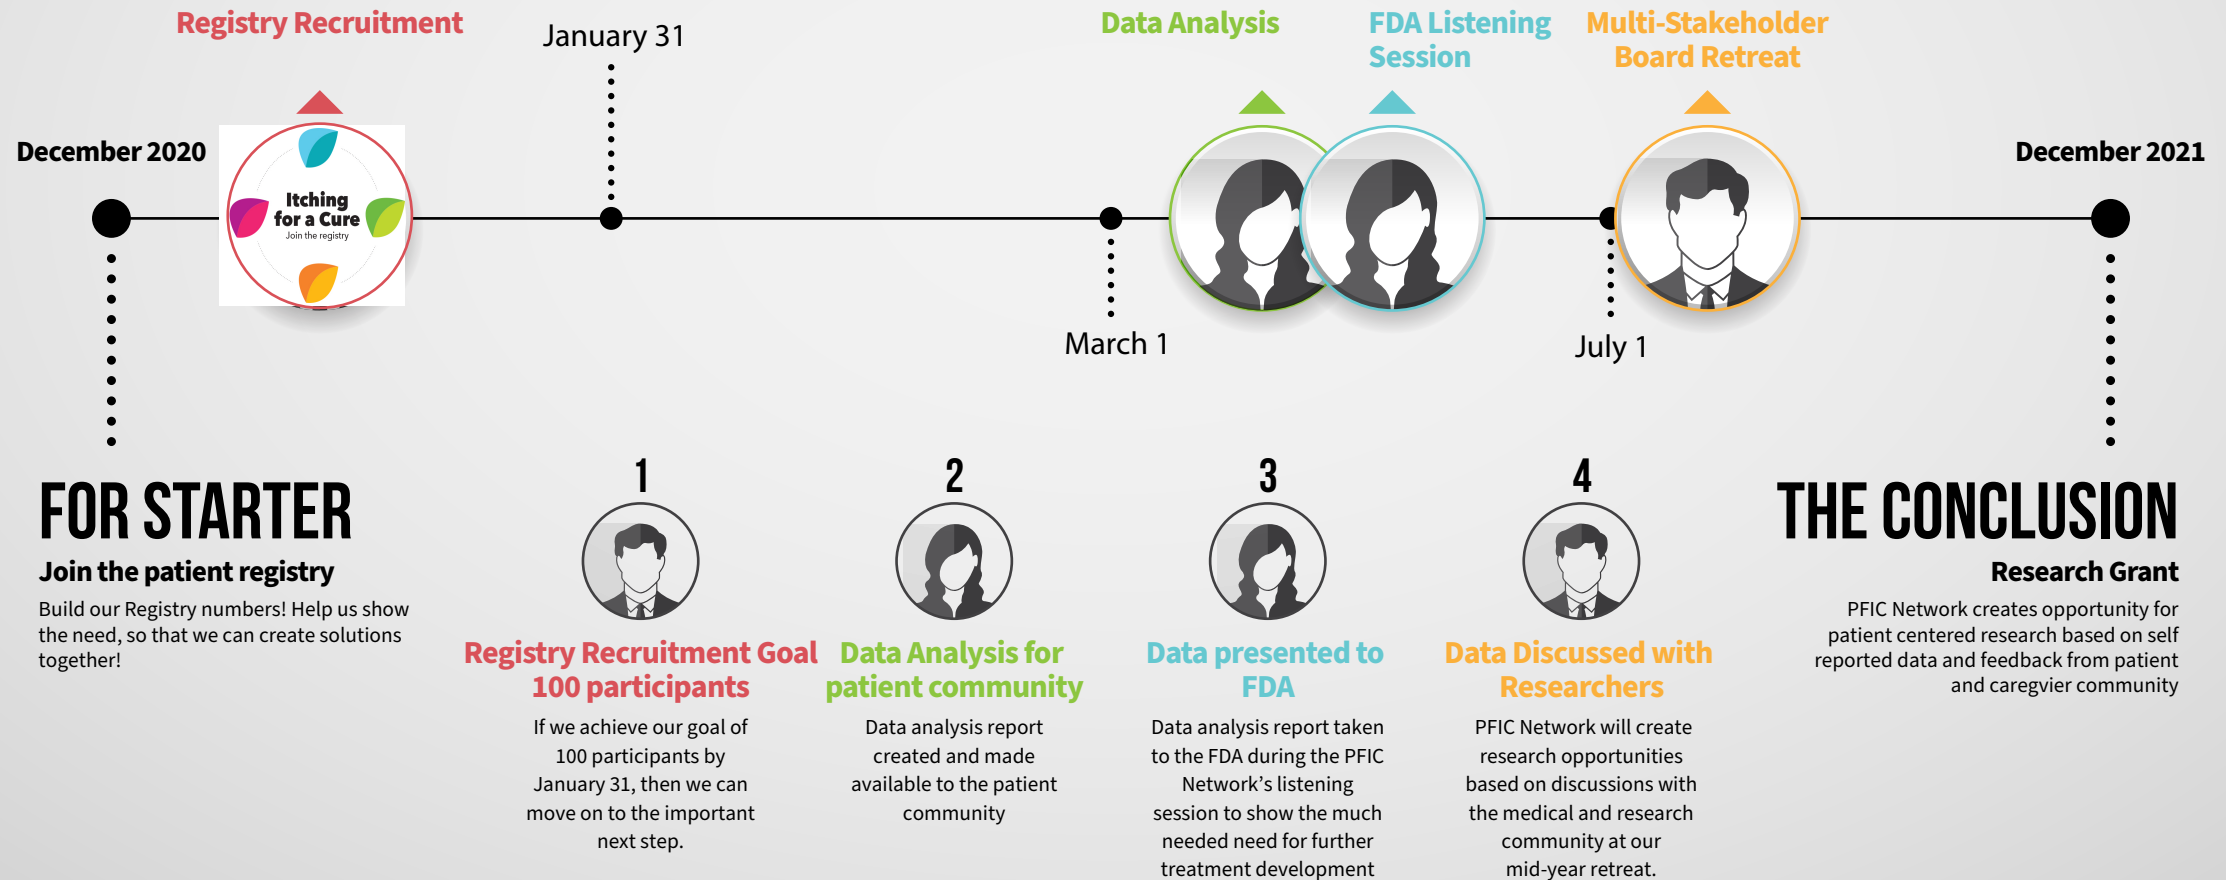 Registry Recruitment
January 31
Data Analysis
FDA Listening
Session
Multi-Stakeholder
Board Retreat
December 2020
Itching
for a Cure
Join the registry
December 2021
March 1
July 1
FOR STARTER
Join the patient registry
Build our Registry numbers! Help us show
the need, so that we can create solutions
together!
1
Registry Recruitment Goal
100 participants
If we achieve our goal of
100 participants by
January 31, then we can
move on to the important
next step.
2
Data Analysis for
patient community
Data analysis report
created and made
available to the patient
community
3
Data presented to
FDA
Data analysis report taken
to the FDA during the PFIC
Network’s listening
session to show the much
needed need for further
treatment development
4
Data Discussed with
Researchers
PFIC Network will create
research opportunities
based on discussions with
the medical and research
community at our
mid-year retreat.
THE CONCLUSION
Research Grant
PFIC Network creates opportunity for
patient centered research based on self
reported data and feedback from patient
and caregvier community